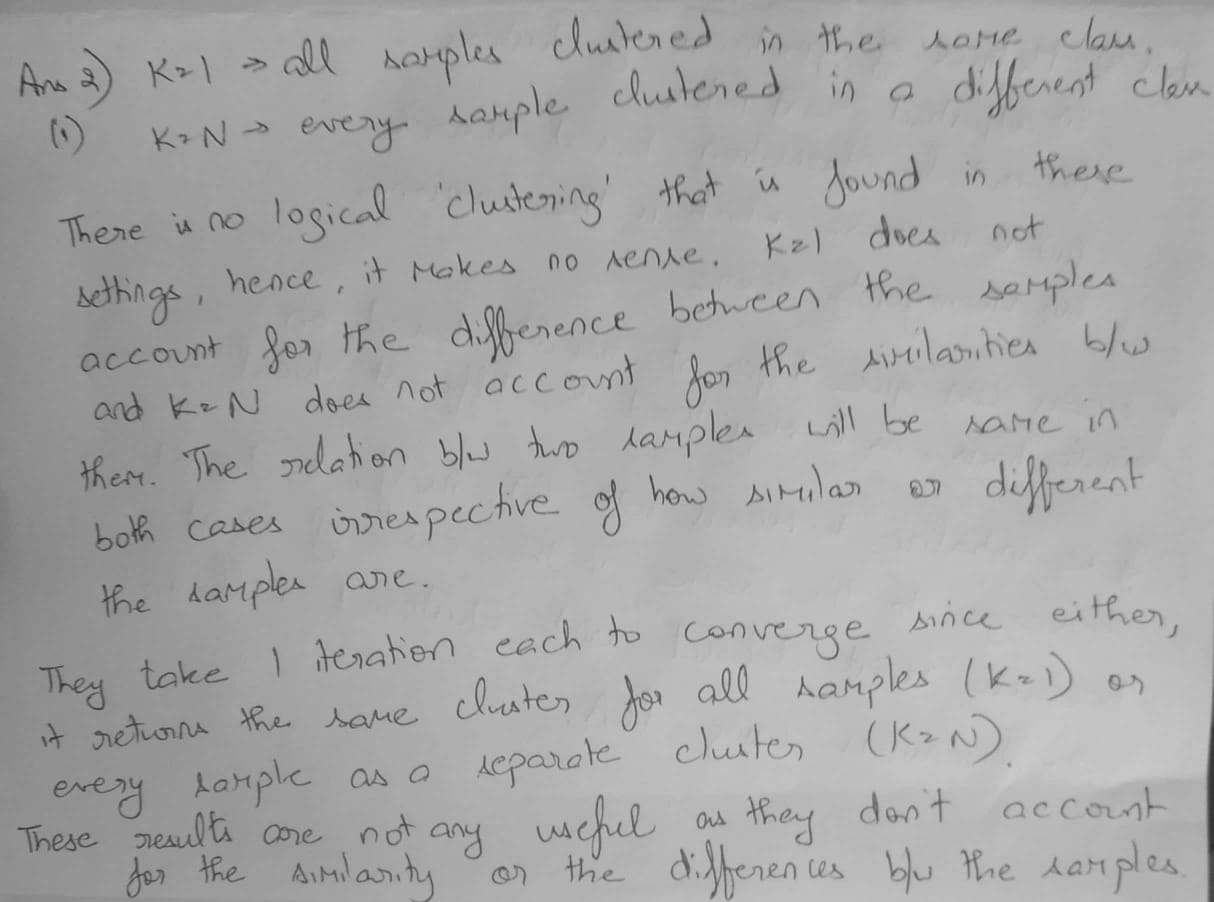 Ans 2) K=1 → all samples clustered in the same class.
(i) K=N → every sample clustered in a different class
There is no logical 'clustering' that is found in these
settings, hence, it makes no sense. K=1 does not
account for the difference between the samples
and K=N does not account for the similarities b/w
them. The relation b/w two samples will be same in
both cases irrespective of how similar or different
the samples are.
They take 1 iteration each to converge since either,
it returns the same cluster for all samples (K=1) or
every sample as a separate cluster (K=N).
These results are not any useful as they don't account
for the similarity or the differences b/w the samples.